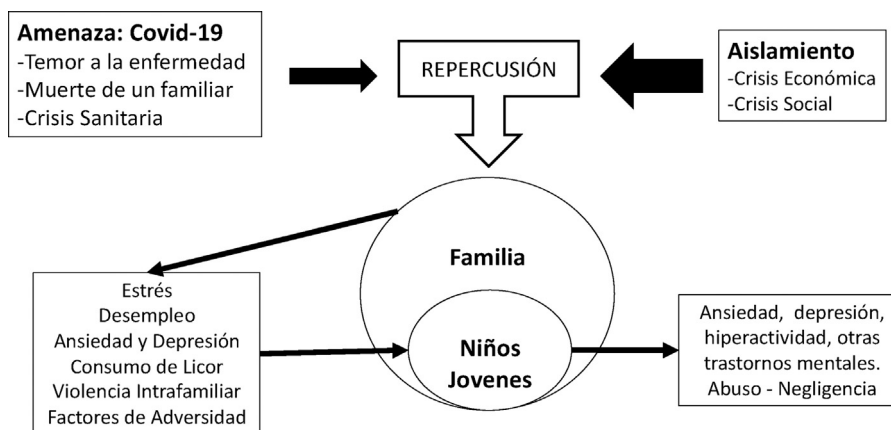 Amenaza: Covid-19
-Temor a la enfermedad
-Muerte de un familiar
-Crisis Sanitaria
REPERCUSIÓN
Aislamiento
-Crisis Económica
-Crisis Social
Familia
Estrés
Desempleo
Ansiedad y Depresión
Consumo de Licor
Violencia Intrafamiliar
Factores de Adversidad
Niños
Jovenes
Ansiedad, depresión,
hiperactividad, otras
trastornos mentales.
Abuso - Negligencia